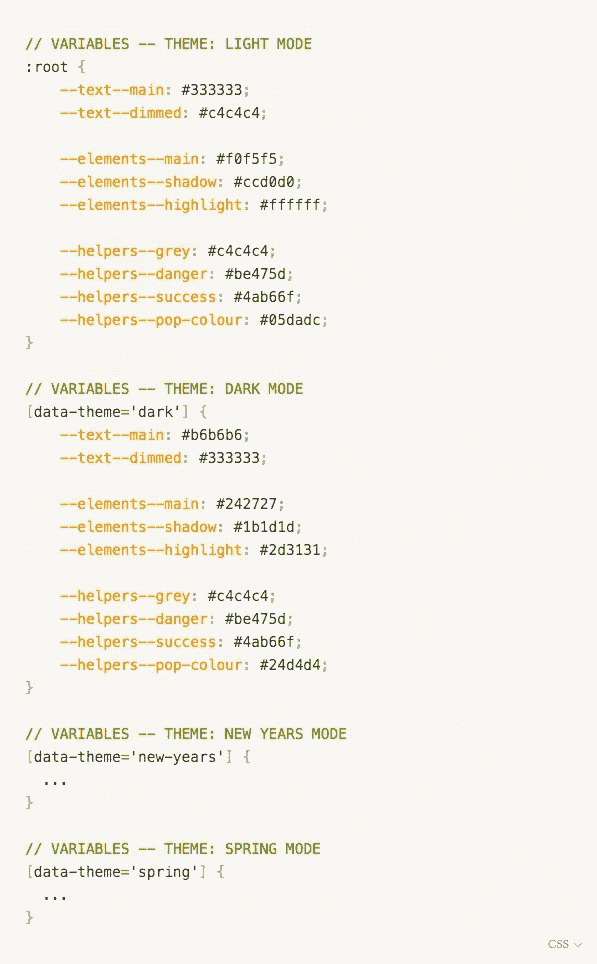 // VARIABLES -- THEME: LIGHT MODE
:root {
--text--main: #333333;
--text--dimmed: #c4c4c4;
--elements--main: #f0f5f5;
--elements--shadow: #ccd0d0;
--elements--highlight: #ffffff;
--helpers--grey: #c4c4c4;
--helpers--danger: #be475d;
--helpers--success: #4ab66f;
--helpers--pop-colour: #05dadc;
}
// VARIABLES -- THEME: DARK MODE
[data-theme='dark'] {
--text--main: #b6b6b6;
--text--dimmed: #333333;
--elements--main: #242727;
--elements--shadow: #1b1d1d;
--elements--highlight: #2d3131;
--helpers--grey: #c4c4c4;
--helpers--danger: #be475d;
--helpers--success: #4ab66f;
--helpers--pop-colour: #24d4d4;
}
// VARIABLES -- THEME: NEW YEARS MODE
[data-theme='new-years'] {
...
}
// VARIABLES -- THEME: SPRING MODE
[data-theme='spring'] {
...
}
CSS